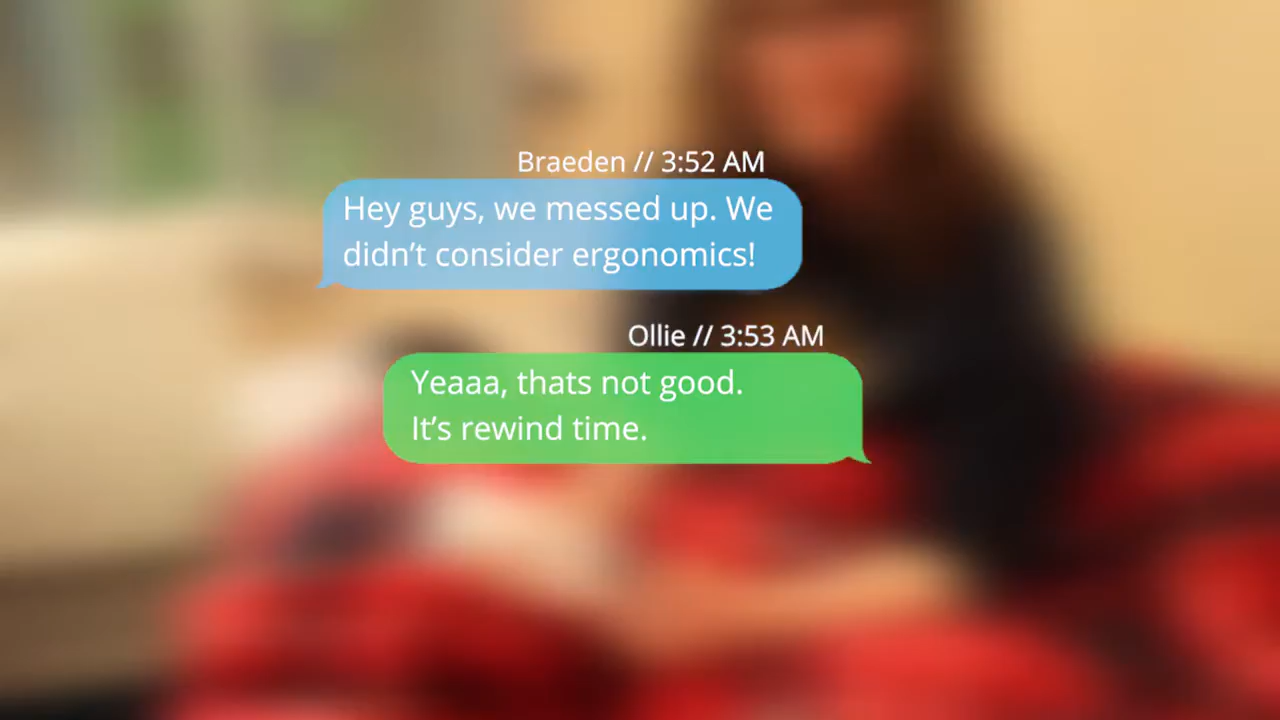 Braeden // 3:52 AM
Hey guys, we messed up. We
didn’t consider ergonomics!
Ollie // 3:53 AM
Yeaaa, thats not good.
It’s rewind time.